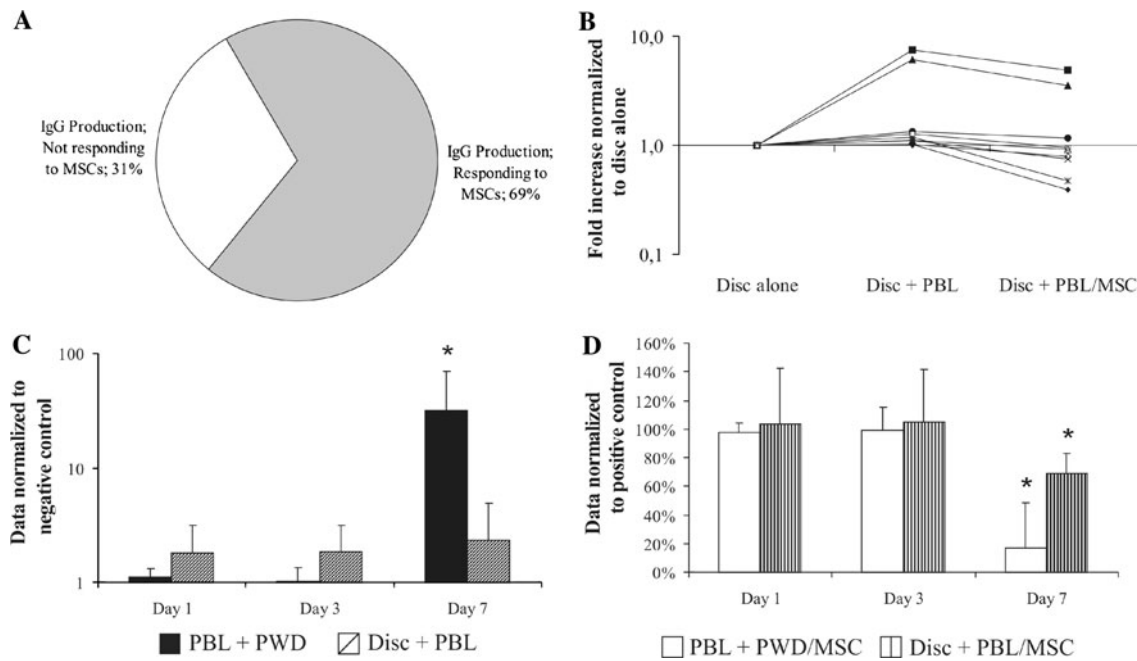 A
IgG Production;
Not responding
to MSCs; 31%
IgG Production;
Responding to
MSCs; 69%
B
Fold increase normalized
to disc alone
10,0
1,0
0,1
Disc alone
Disc + PBL
Disc + PBL/MSC
C
Data normalized to
negative control
100
10
1
*
Day 1
Day 3
Day 7
PBL + PWD
Disc + PBL
D
Data normalized
to positive control
160%
140%
120%
100%
80%
60%
40%
20%
0%
*
*
Day 1
Day 3
Day 7
PBL + PWD/MSC
Disc + PBL/MSC